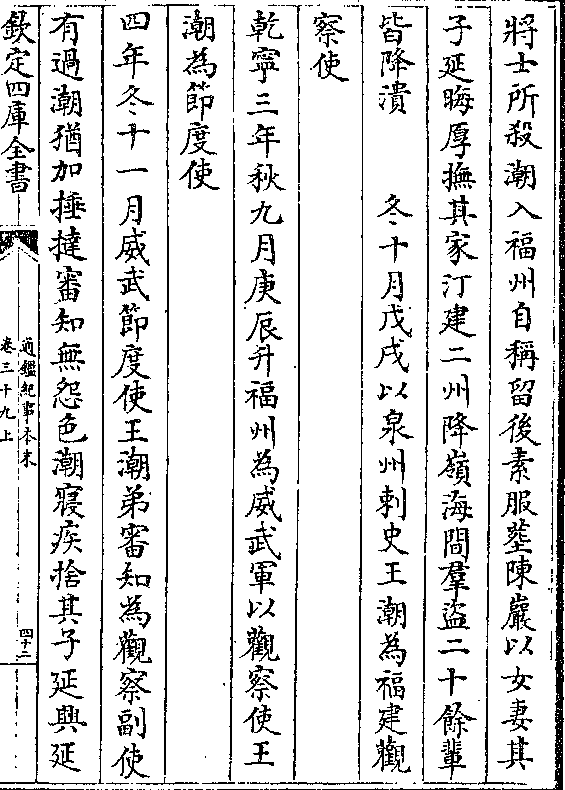 將士所殺潮入福州自稱留後素服塟陳巖以女妻其
子延晦厚撫其家汀建二州降嶺海間羣盜二十餘輩
皆降潰　冬十月戊戌以泉州刺史王潮為福建觀
察使
乾寧三年秋九月庚辰升福州為威武軍以觀察使王
潮為節度使
四年冬十一月威武節度使王潮弟審知為觀察副使
有過潮猶加捶撻審知無怨色潮寢疾捨其子延興延
欽定四庫全書
通鑑紀事本末
卷三十九上
四十二